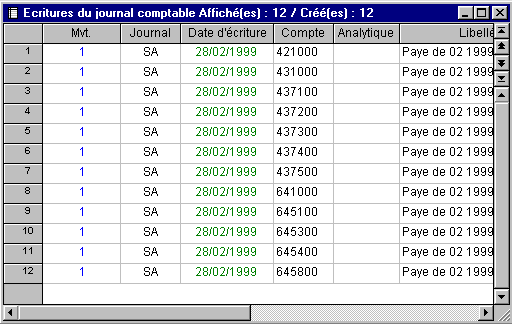 Ecritures du journal comptable Affiché(es) : 12 / Créé(es) : 12
Mvt. Journal Date d'écriture Compte Analytique Libellé
1 1 SA 28/02/1999 421000 Paye de 02 1999
2 1 SA 28/02/1999 431000 Paye de 02 1999
3 1 SA 28/02/1999 437100 Paye de 02 1999
4 1 SA 28/02/1999 437200 Paye de 02 1999
5 1 SA 28/02/1999 437300 Paye de 02 1999
6 1 SA 28/02/1999 437400 Paye de 02 1999
7 1 SA 28/02/1999 437500 Paye de 02 1999
8 1 SA 28/02/1999 641000 Paye de 02 1999
9 1 SA 28/02/1999 645100 Paye de 02 1999
10 1 SA 28/02/1999 645300 Paye de 02 1999
11 1 SA 28/02/1999 645400 Paye de 02 1999
12 1 SA 28/02/1999 645800 Paye de 02 1999